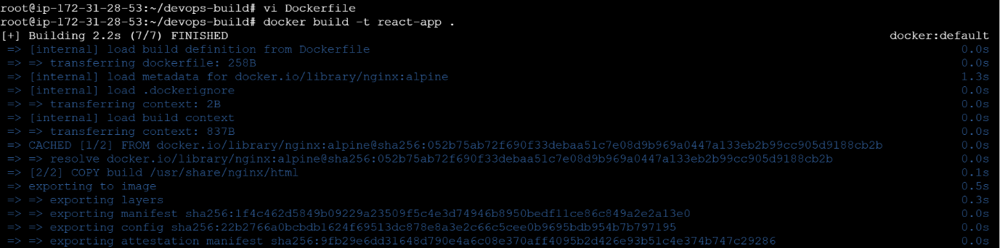 root@ip-172-31-28-53:~/devops-build# vi Dockerfile
root@ip-172-31-28-53:~/devops-build# docker build -t react-app .
[+] Building 2.2s (7/7) FINISHED docker:default
=> [internal] load build definition from Dockerfile 0.0s
=> => transferring dockerfile: 258B 0.0s
=> [internal] load metadata for docker.io/library/nginx:alpine 1.3s
=> [internal] load .dockerignore 0.0s
=> => transferring context: 2B 0.0s
=> [internal] load build context 0.0s
=> => transferring context: 837B 0.0s
=> CACHED [1/2] FROM docker.io/library/nginx:alpine@sha256:052b75ab72f690f33debaa51c7e08d9b969a0447a133eb2b99cc905d9188cb2b 0.0s
=> => resolve docker.io/library/nginx:alpine@sha256:052b75ab72f690f33debaa51c7e08d9b969a0447a133eb2b99cc905d9188cb2b 0.0s
=> [2/2] COPY build /usr/share/nginx/html 0.1s
=> exporting to image 0.5s
=> => exporting layers 0.3s
=> => exporting manifest sha256:1f4c462d5849b09229a23509f5c4e3d74946b8950bedf11ce86c849a2e2a13e0 0.0s
=> => exporting config sha256:22b2766a0bcbdb1624f69513dc878e8a3e2c66c5cee0b9695bdb954b7b797195 0.0s
=> => exporting attestation manifest sha256:9fb29e6dd31648d790e4a6c08e370aff4095b2d426e93b51c4e374b747c29286 0.0s